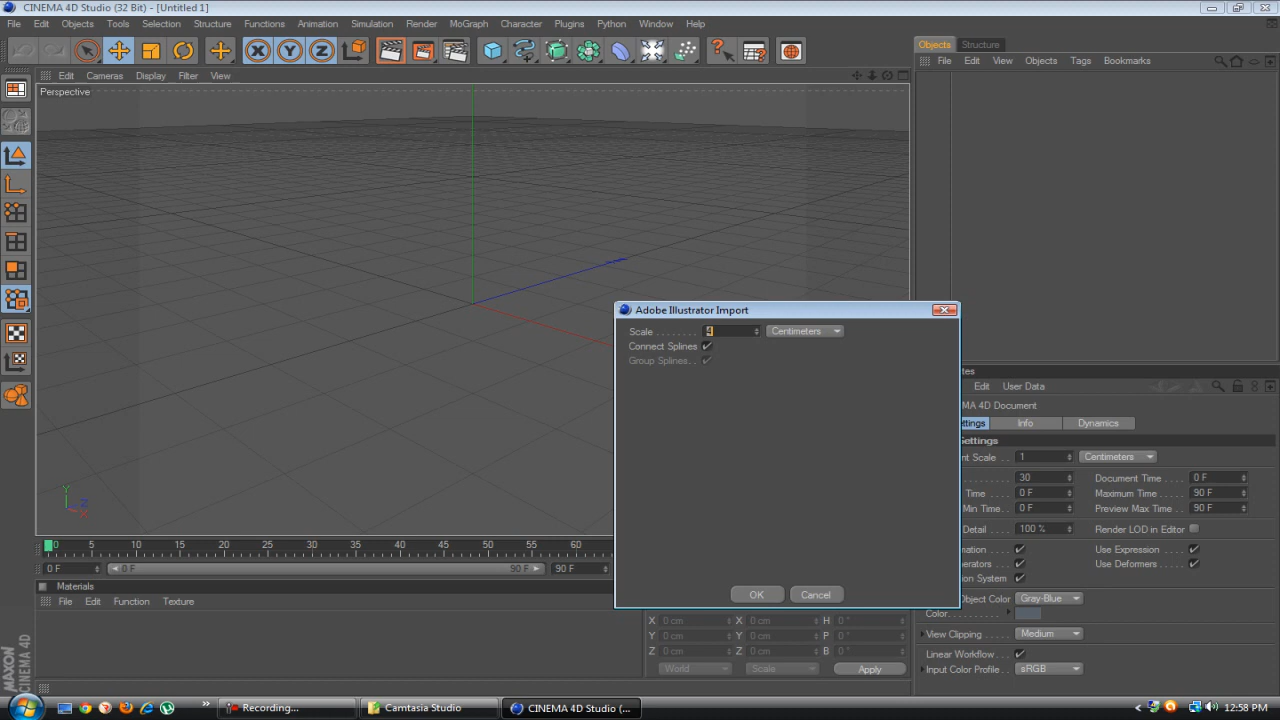 CINEMA 4D Studio (32 Bit) - [Untitled 1]
File Edit Objects Tools Selection Structure Functions Animation Simulation Render MoGraph Character Plugins Python Window Help
Objects Structure
File Edit View Objects Tags Bookmarks
Edit Cameras Display Filter View
Perspective
Adobe Illustrator Import
Scale . . . . . . . . 4 Centimeters
Connect Splines
Group Splines. .
OK Cancel
Y Z X
tes
Edit User Data
MA 4D Document
ttings Info Dynamics
Settings
nt Scale . . 1 Centimeters
30 Document Time . . . . 0 F
Time . . . 0 F Maximum Time. . . . . 90 F
Min Time. . 0 F Preview Max Time . . 90 F
Detail . . . 100 % Render LOD in Editor
mation Use Expression
nerators Use Deformers
ion System
Object Color Gray-Blue
Color
View Clipping Medium
Linear Workflow
Input Color Profile sRGB
0 5 10 15 20 25 30 35 40 45 50 55 60
0 F 0 F 90 F 90 F
Materials
File Edit Function Texture
X 0 cm X 0 cm H 0 °
Y 0 cm Y 0 cm P 0 °
Z 0 cm Z 0 cm B 0 °
World Scale Apply
MAXON
CINEMA 4D
Recording... Camtasia Studio CINEMA 4D Studio (... 12:58 PM